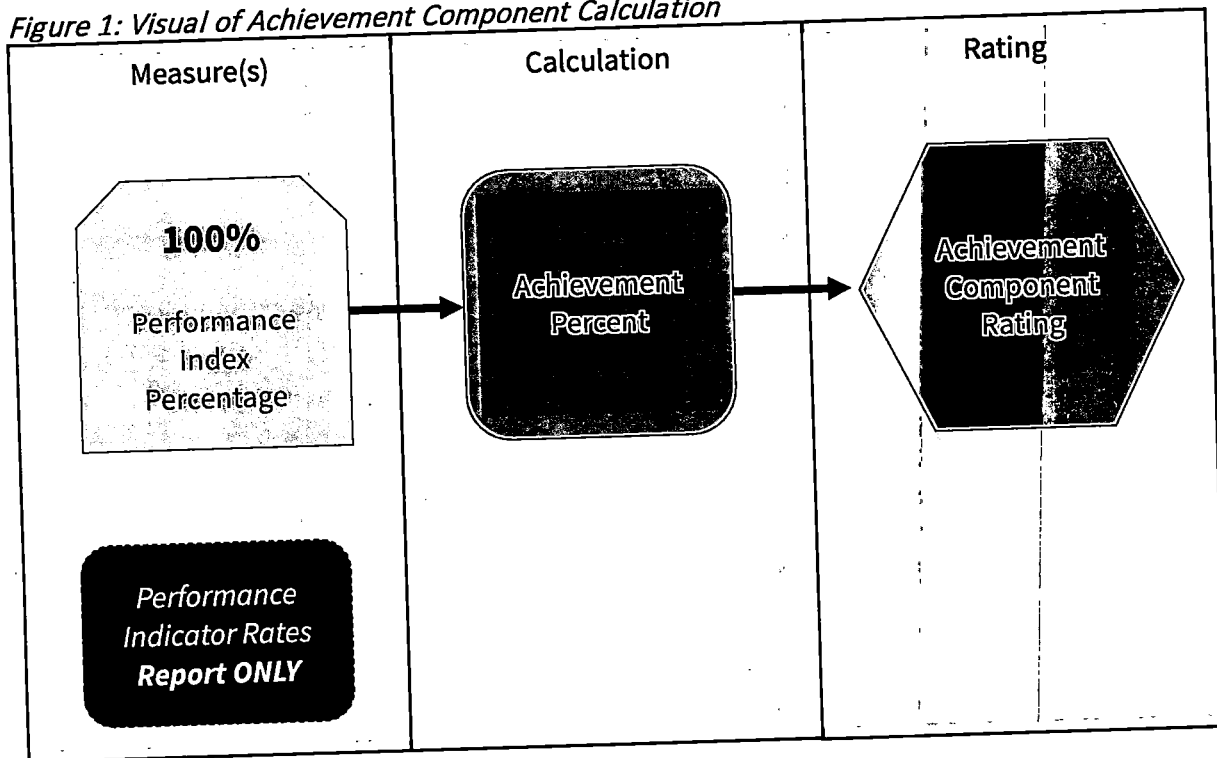 Figure 1: Visual of Achievement Component Calculation
Measure(s)
Calculation
Rating
100%
Performance
Index
Percentage
Achievement
Percent
Achievement
Component
Rating
Performance
Indicator Rates
Report ONLY